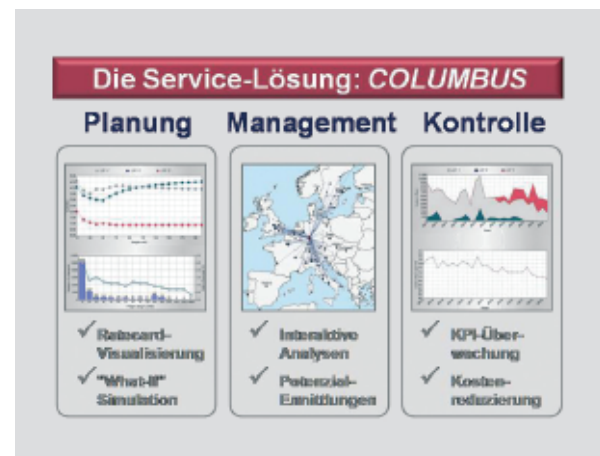 Die Service-Lösung: COLUMBUS
Planung
Management
Kontrolle
✓ Ratecard-
Visualisierung
✓ "What-If"
Simulation
✓ Interaktive
Analysen
✓ Potenzial-
Ermittlungen
✓ KPI-Über-
wachung
✓ Kosten-
reduzierung